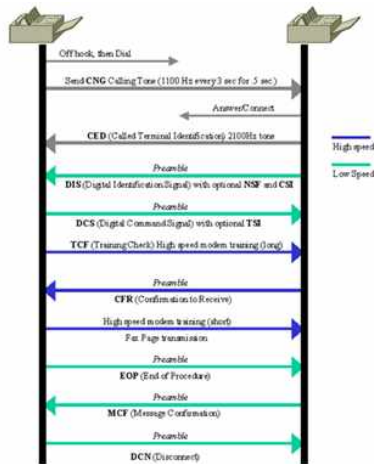 Off hook, then Dial
Send CNG Calling Tone (1100 Hz every 3 sec for .5 sec.)
Answer/Connect
CED (Called Terminal Identification) 2100Hz tone
High speed
Low Speed
Preamble
DIS (Digital Identification Signal) with optional NSF and CSI
Preamble
DCS (Digital Command Signal) with optional TSI
TCF (Training Check) High speed modem training (long)
Preamble
CFR (Confirmation to Receive)
High speed modem training (short)
Fax Page transmission
Preamble
EOP (End of Procedure)
Preamble
MCF (Message Confirmation)
Preamble
DCN (Disconnect)